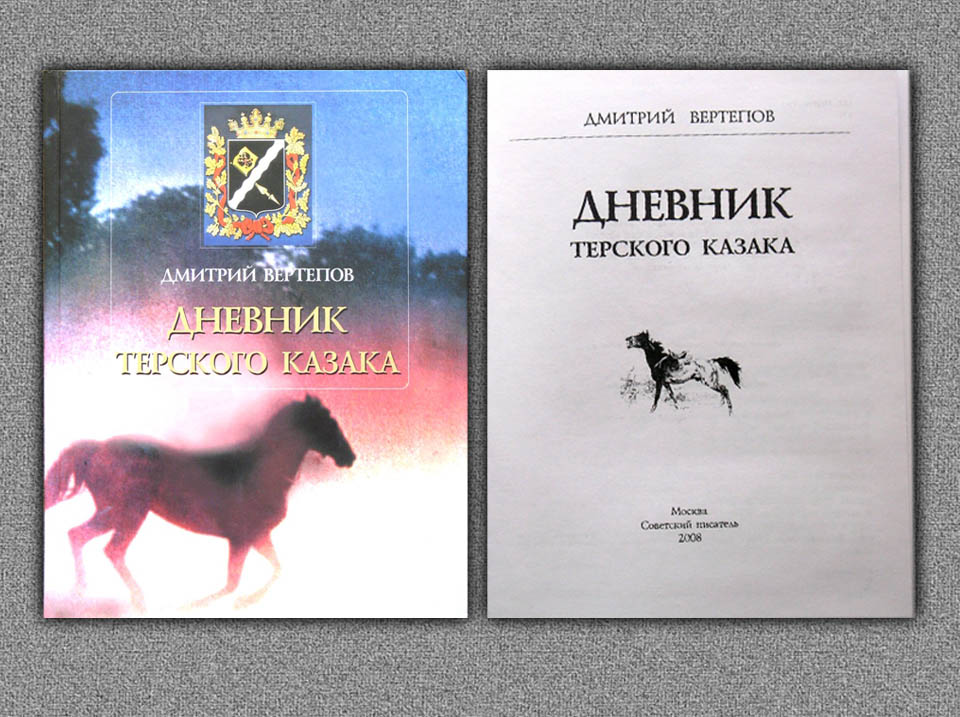 ДМИТРИЙ ВЕРТЕПОВ
ДНЕВНИК
ТЕРСКОГО КАЗАКА
ДМИТРИЙ ВЕРТЕПОВ
ДНЕВНИК
ТЕРСКОГО КАЗАКА
Москва
Советский писатель
2008